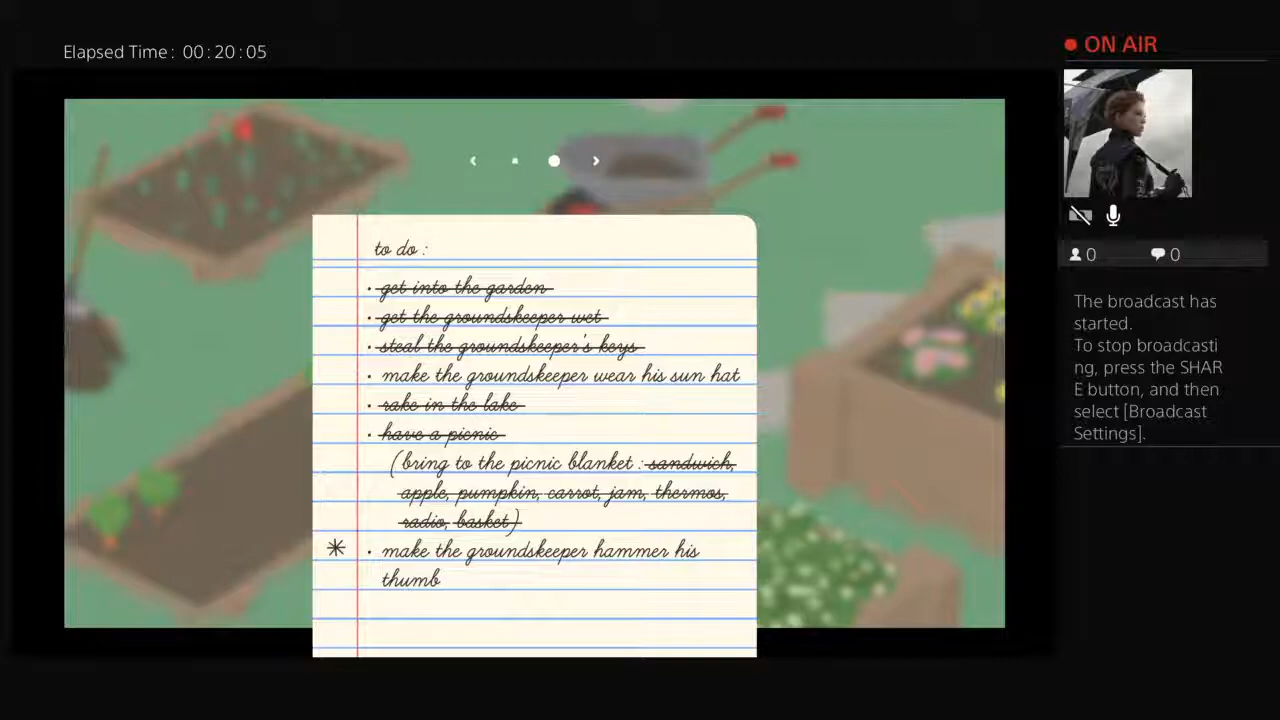 Elapsed Time: 00:20:05
ON AIR
to do :
· get into the garden
· get the groundskeeper wet
· steal the groundskeeper's keys
· make the groundskeeper wear his sun hat
· rake in the lake
· have a picnic
(bring to the picnic blanket : sandwich,
apple, pumpkin, carrot, jam, thermos,
radio, basket)
· make the groundskeeper hammer his
thumb
0
0
The broadcast has
started.
To stop broadcasti
ng, press the SHAR
E button, and then
select [Broadcast
Settings].